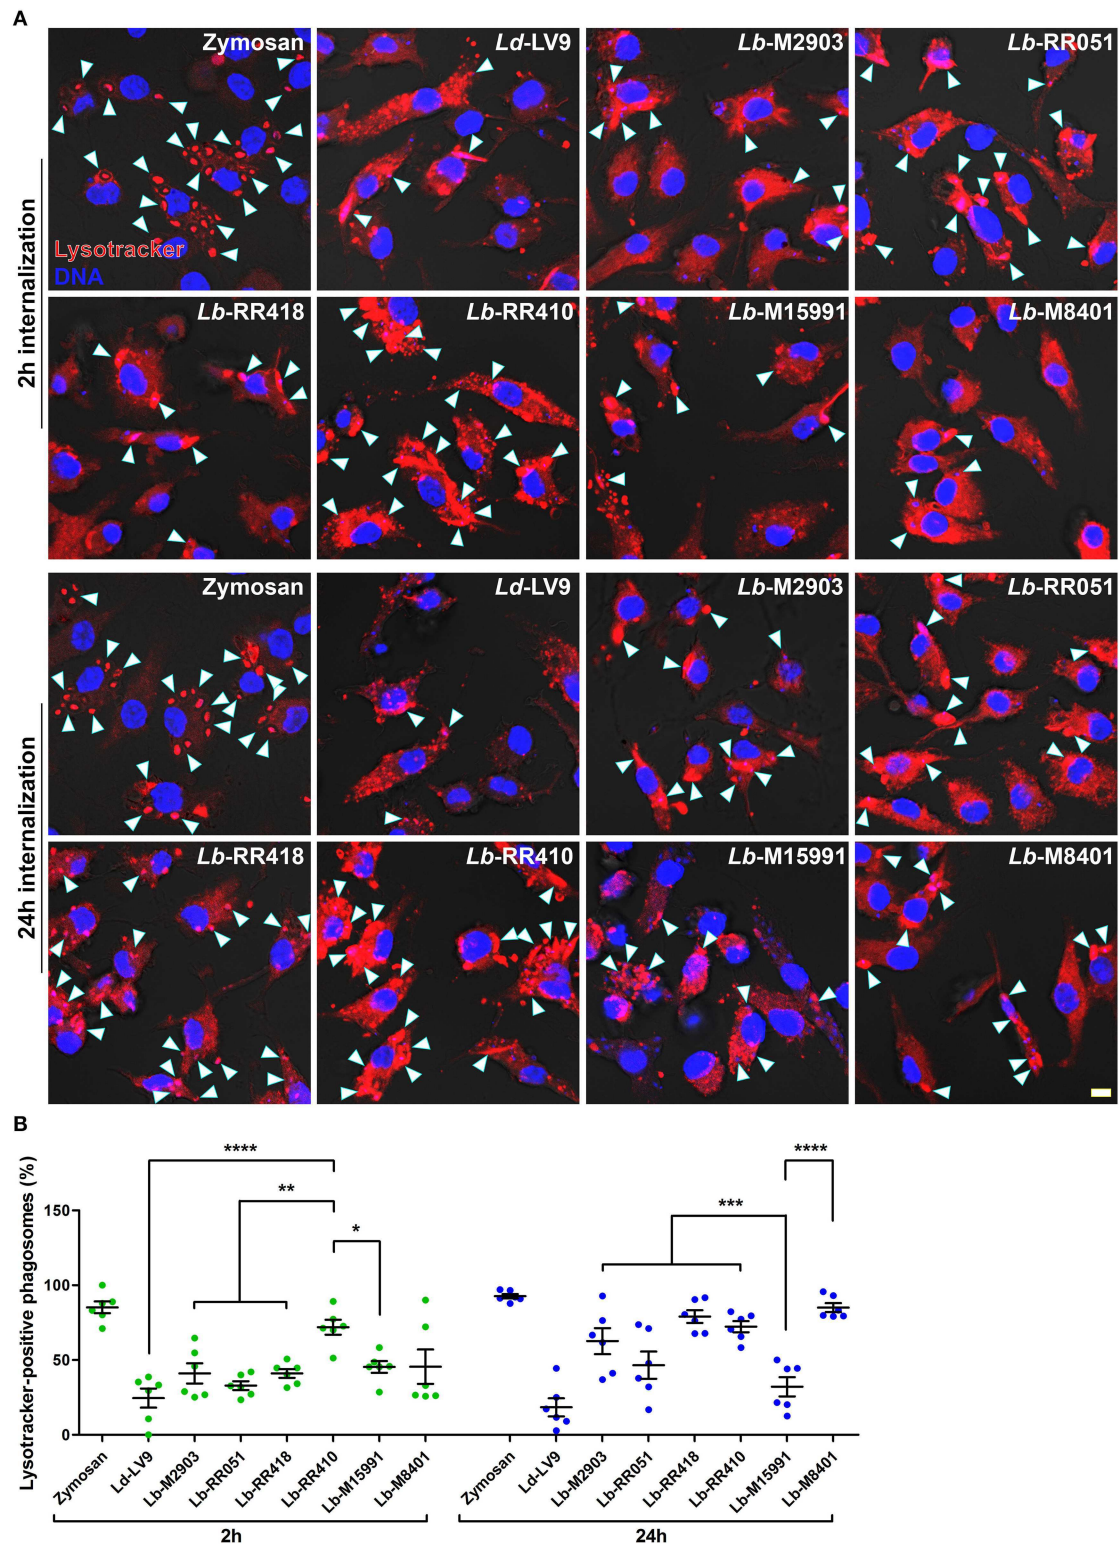 A
Zymosan
Ld-LV9
Lb-M2903
Lb-RR051
Lysotracker
DNA
2h internalization
Lb-RR418
Lb-RR410
Lb-M15991
Lb-M8401
Zymosan
Ld-LV9
Lb-M2903
Lb-RR051
24h internalization
Lb-RR418
Lb-RR410
Lb-M15991
Lb-M8401
B
Lysotracker-positive phagosomes (%)
150
100
50
0
****
**
*
***
****
Zymosan
Ld-LV9
Lb-M2903
Lb-RR051
Lb-RR418
Lb-RR410
Lb-M15991
Lb-M8401
Zymosan
Ld-LV9
Lb-M2903
Lb-RR051
Lb-RR418
Lb-RR410
Lb-M15991
Lb-M8401
2h
24h